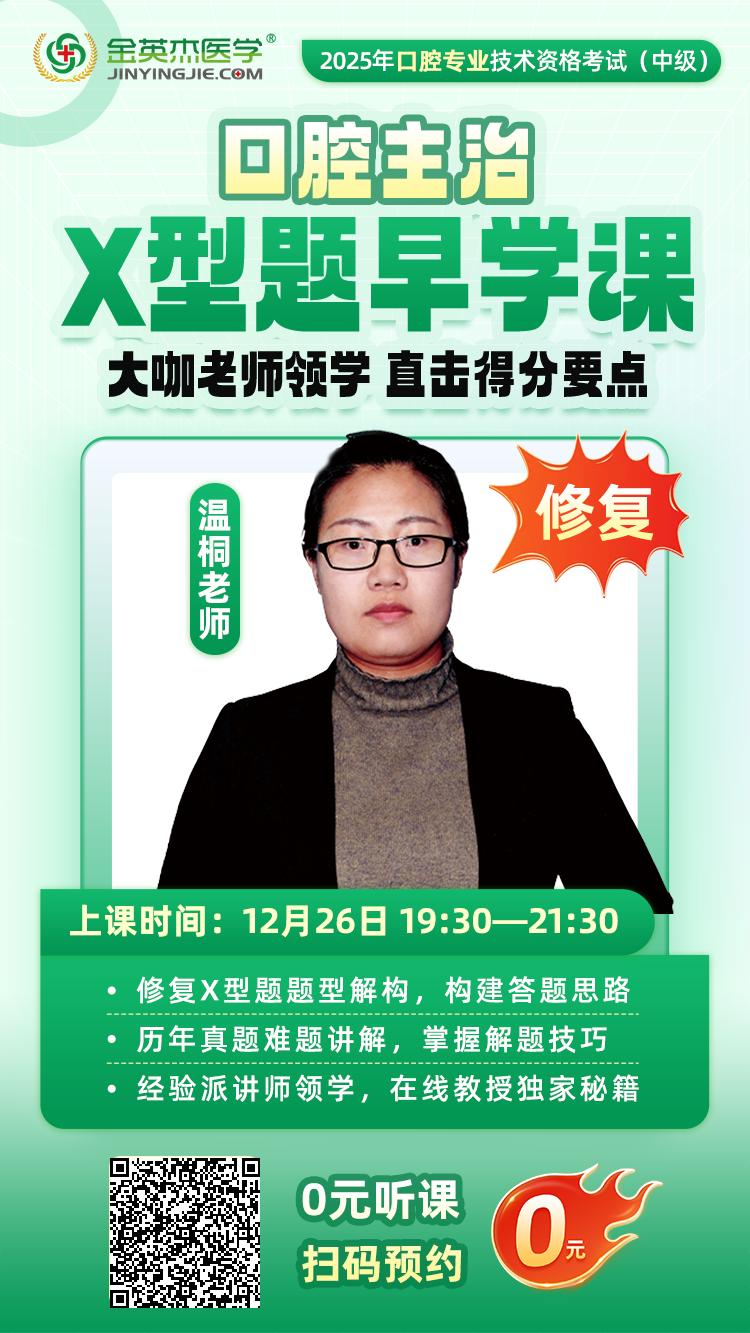 金英杰医学®
JINYINGJIE.COM
2025年口腔专业技术资格考试（中级）
口腔主治
X型题早学课
大咖老师领学 直击得分要点
温桐老师
修复
上课时间：12月26日 19:30—21:30
• 修复X型题题型解构，构建答题思路
• 历年真题难题讲解，掌握解题技巧
• 经验派讲师领学，在线教授独家秘籍
0元听课
扫码预约
0元